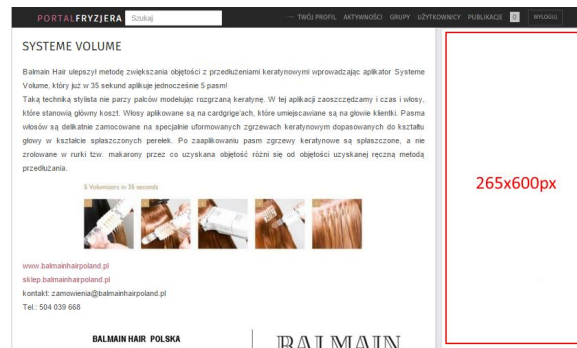 PORTALFRYZJERA Szukaj TWÓJ PROFIL AKTYWNOŚCI GRUPY UŻYTKOWNICY PUBLIKACJE 0 WYLOGUJ
SYSTEME VOLUME
Balmain Hair ulepszył metodę zwiększania objętości z przedłużeniami keratynowymi wprowadzając aplikator Systeme
Volume, który już w 35 sekund aplikuje jednocześnie 5 pasm!
Taką techniką stylista nie parzy palców modelując rozgrzaną keratynę. W tej aplikacji zaoszczędzamy i czas i włosy,
które stanowią główny koszt. Włosy aplikowane są na cardgrige'ach, które umiejscawiane są na głowie klientki. Pasma
włosów są delikatnie zamocowane na specjalnie uformowanych zgrzewach keratynowym dopasowanych do kształtu
głowy w kształcie spłaszczonych perełek. Po zaaplikowaniu pasm zgrzewy keratynowe są spłaszczone, a nie
zrolowane w rurki tzw. makarony przez co uzyskana objętość różni się od objętości uzyskanej ręczną metodą
przedłużania.
5 Volumizers in 35 seconds
265x600px
www.balmainhairpoland.pl
sklep.balmainhairpoland.pl
kontakt: zamowienia@balmainhairpoland.pl
Tel.: 504 039 668
BALMAIN HAIR POLSKA
BALMAIN